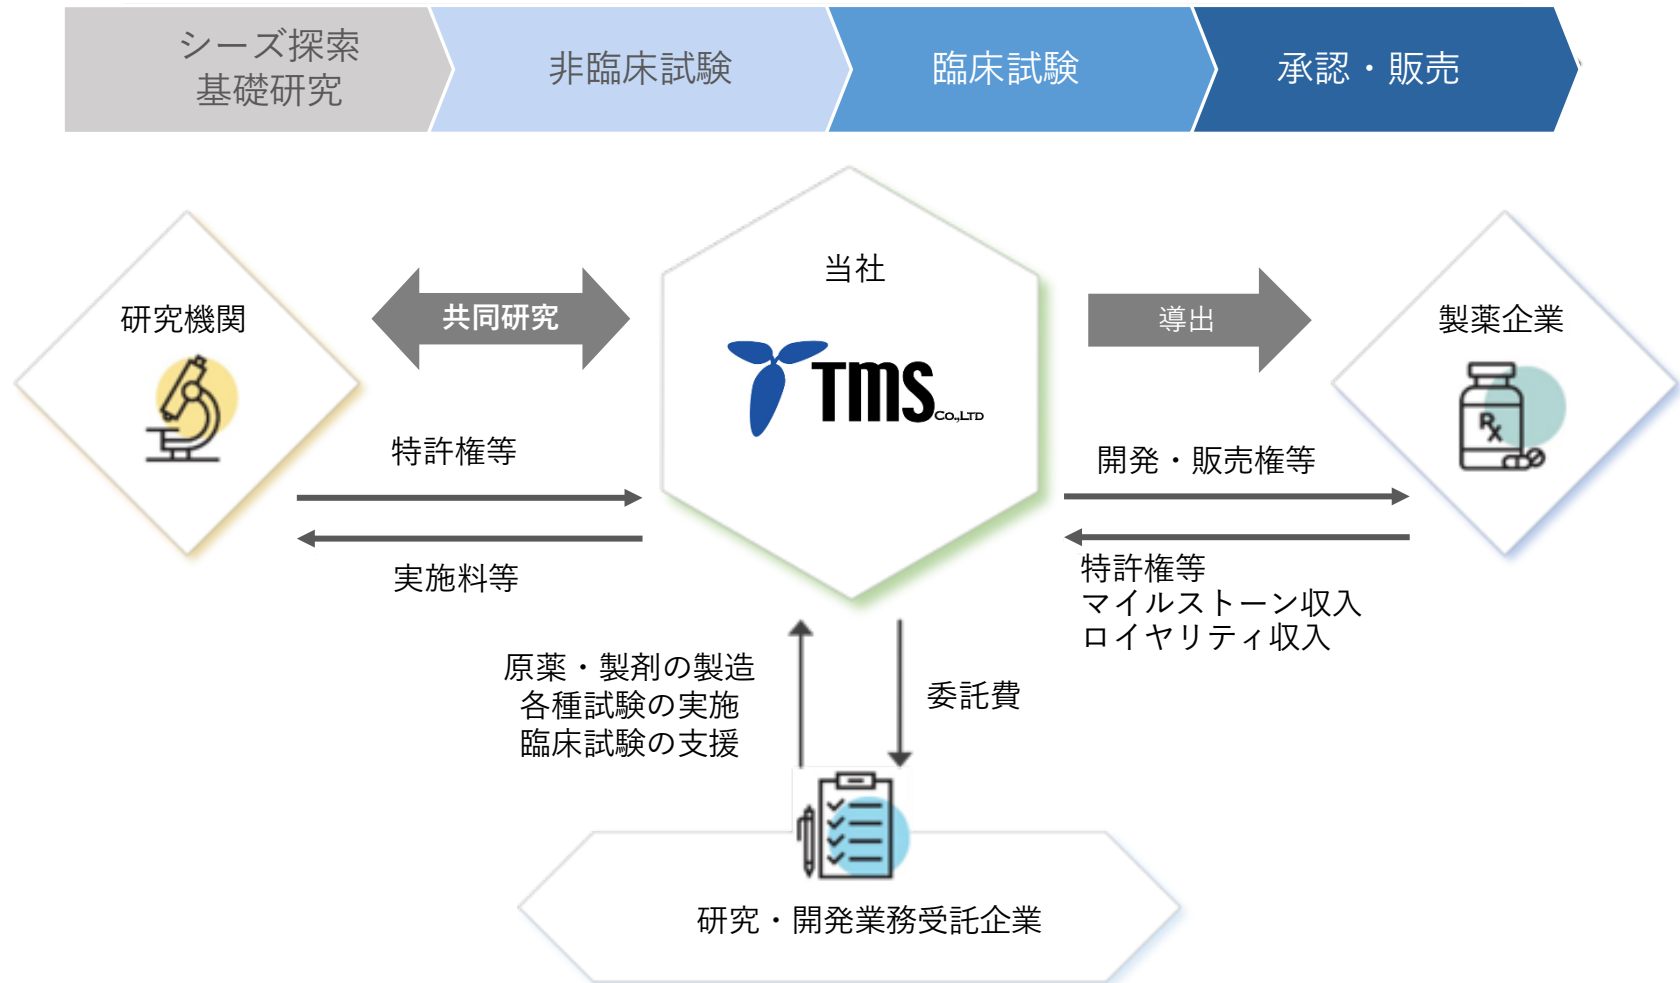 シーズ探索
基礎研究
非臨床試験
臨床試験
承認・販売
当社
研究機関
共同研究
導出
製薬企業
TMS Co.,LTD
Rx
特許権等
開発・販売権等
実施料等
特許権等
マイルストーン収入
ロイヤリティ収入
原薬・製剤の製造
各種試験の実施
臨床試験の支援
委託費
研究・開発業務受託企業